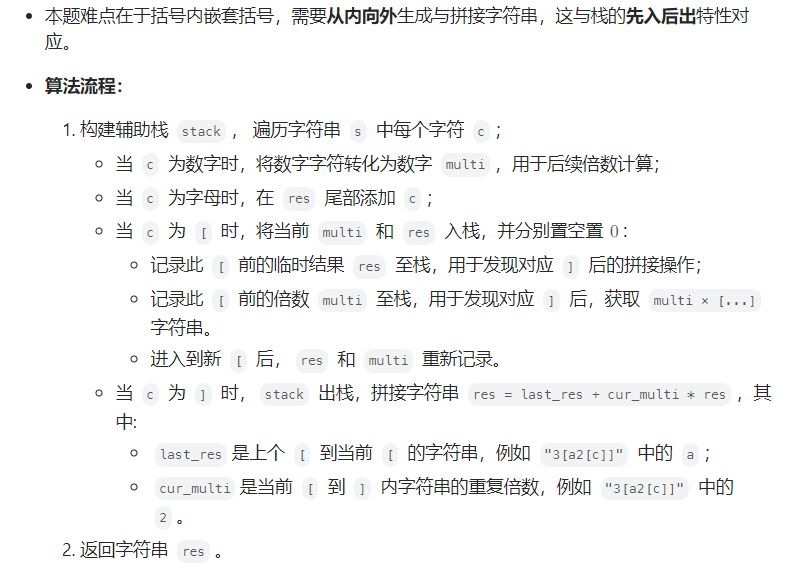 本题难点在于括号内嵌套括号，需要从内向外生成与拼接字符串，这与栈的先入后出特性对
应。
算法流程：
1. 构建辅助栈 stack ， 遍历字符串 s 中每个字符 c ；
当 c 为数字时，将数字字符转化为数字 multi ，用于后续倍数计算；
当 c 为字母时，在 res 尾部添加 c ；
当 c 为 [ 时，将当前 multi 和 res 入栈，并分别置空置 0：
记录此 [ 前的临时结果 res 至栈，用于发现对应 ] 后的拼接操作；
记录此 [ 前的倍数 multi 至栈，用于发现对应 ] 后，获取 multi × [...]
字符串。
进入到新 [ 后， res 和 multi 重新记录。
当 c 为 ] 时， stack 出栈，拼接字符串 res = last_res + cur_multi * res ，其
中:
last_res 是上个 [ 到当前 [ 的字符串，例如 "3[a2[c]]" 中的 a ；
cur_multi 是当前 [ 到 ] 内字符串的重复倍数，例如 "3[a2[c]]" 中的
2 。
2. 返回字符串 res 。